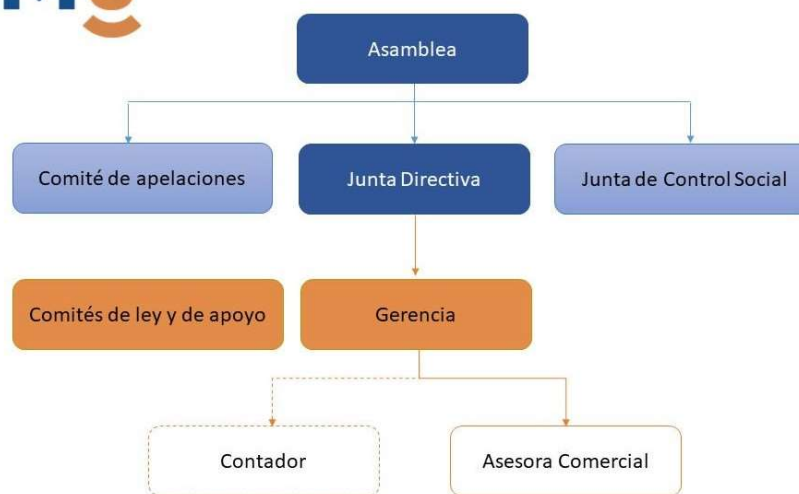 Asamblea
Comité de apelaciones
Junta Directiva
Junta de Control Social
Comités de ley y de apoyo
Gerencia
Contador
Asesora Comercial